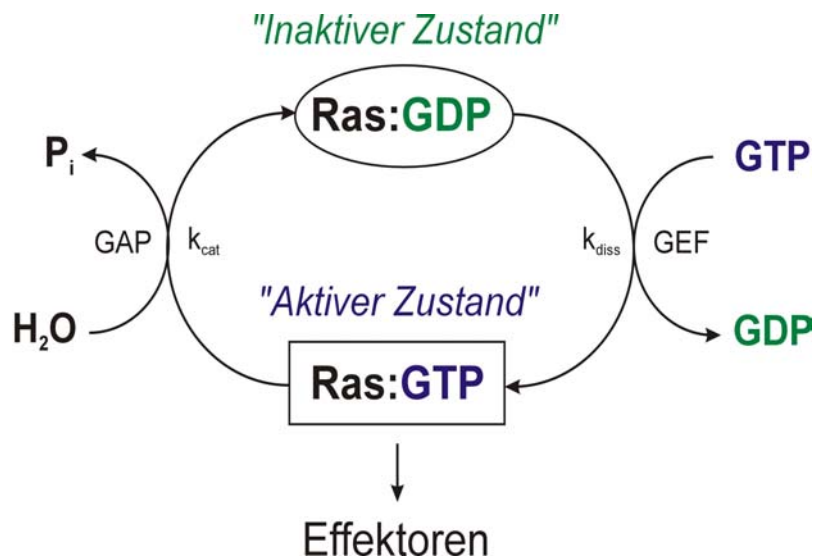 "Inaktiver Zustand"
Ras:GDP
Pi
GTP
GAP
kcat
kdiss
GEF
"Aktiver Zustand"
H2O
GDP
Ras:GTP
Effektoren